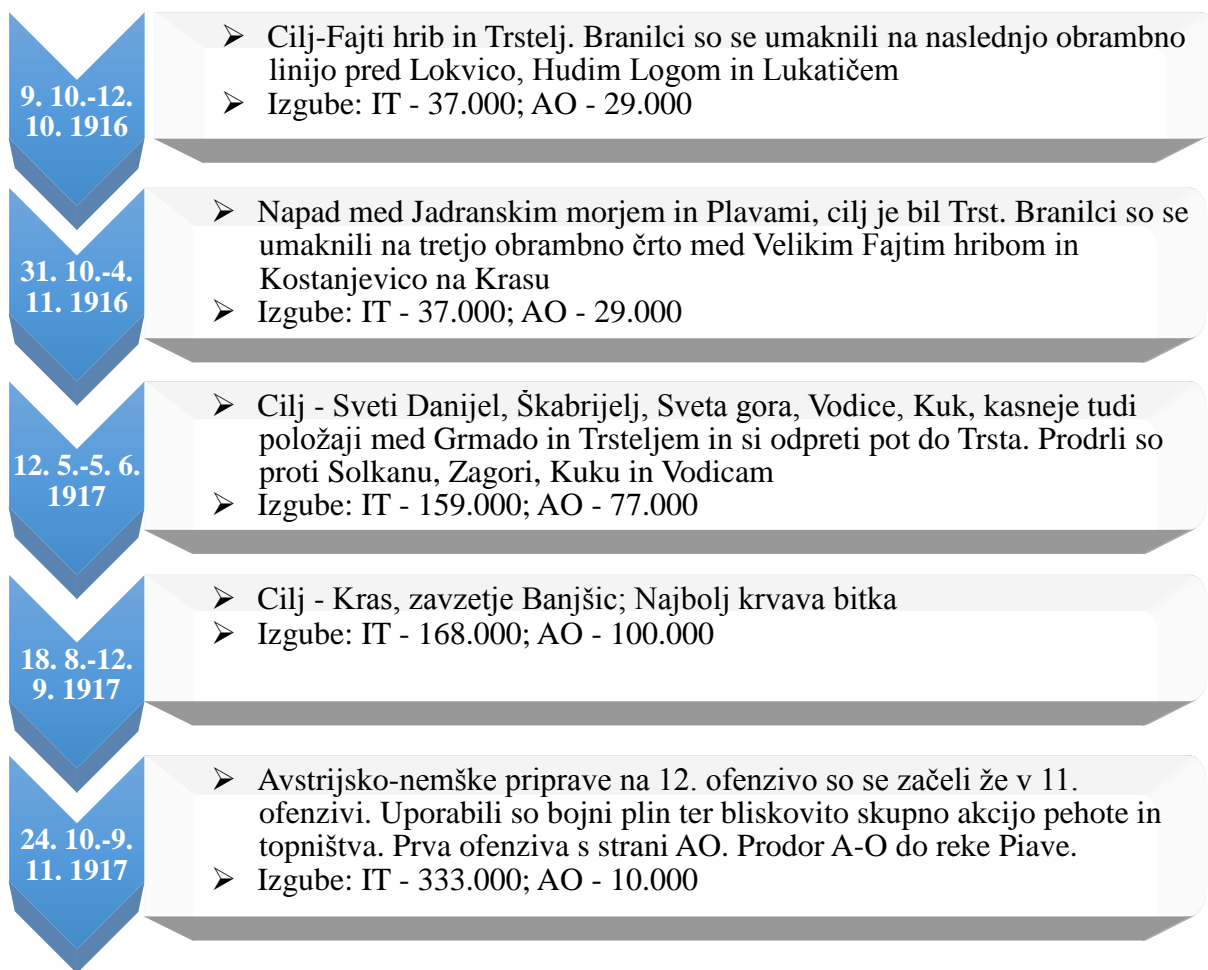 9. 10.-12.
10. 1916
➢ Cilj-Fajti hrib in Trstelj. Branilci so se umaknili na naslednjo obrambno
linijo pred Lokvico, Hudim Logom in Lukatičem
➢ Izgube: IT - 37.000; AO - 29.000
31. 10.-4.
11. 1916
➢ Napad med Jadranskim morjem in Plavami, cilj je bil Trst. Branilci so se
umaknili na tretjo obrambno črto med Velikim Fajtim hribom in
Kostanjevico na Krasu
➢ Izgube: IT - 37.000; AO - 29.000
12. 5.-5. 6.
1917
➢ Cilj - Sveti Danijel, Škabrijelj, Sveta gora, Vodice, Kuk, kasneje tudi
položaji med Grmado in Trsteljem in si odpreti pot do Trsta. Prodrli so
proti Solkanu, Zagori, Kuku in Vodicam
➢ Izgube: IT - 159.000; AO - 77.000
18. 8.-12.
9. 1917
➢ Cilj - Kras, zavzetje Banjšic; Najbolj krvava bitka
➢ Izgube: IT - 168.000; AO - 100.000
24. 10.-9.
11. 1917
➢ Avstrijsko-nemške priprave na 12. ofenzivo so se začeli že v 11.
ofenzivi. Uporabili so bojni plin ter bliskovito skupno akcijo pehote in
topništva. Prva ofenziva s strani AO. Prodor A-O do reke Piave.
➢ Izgube: IT - 333.000; AO - 10.000